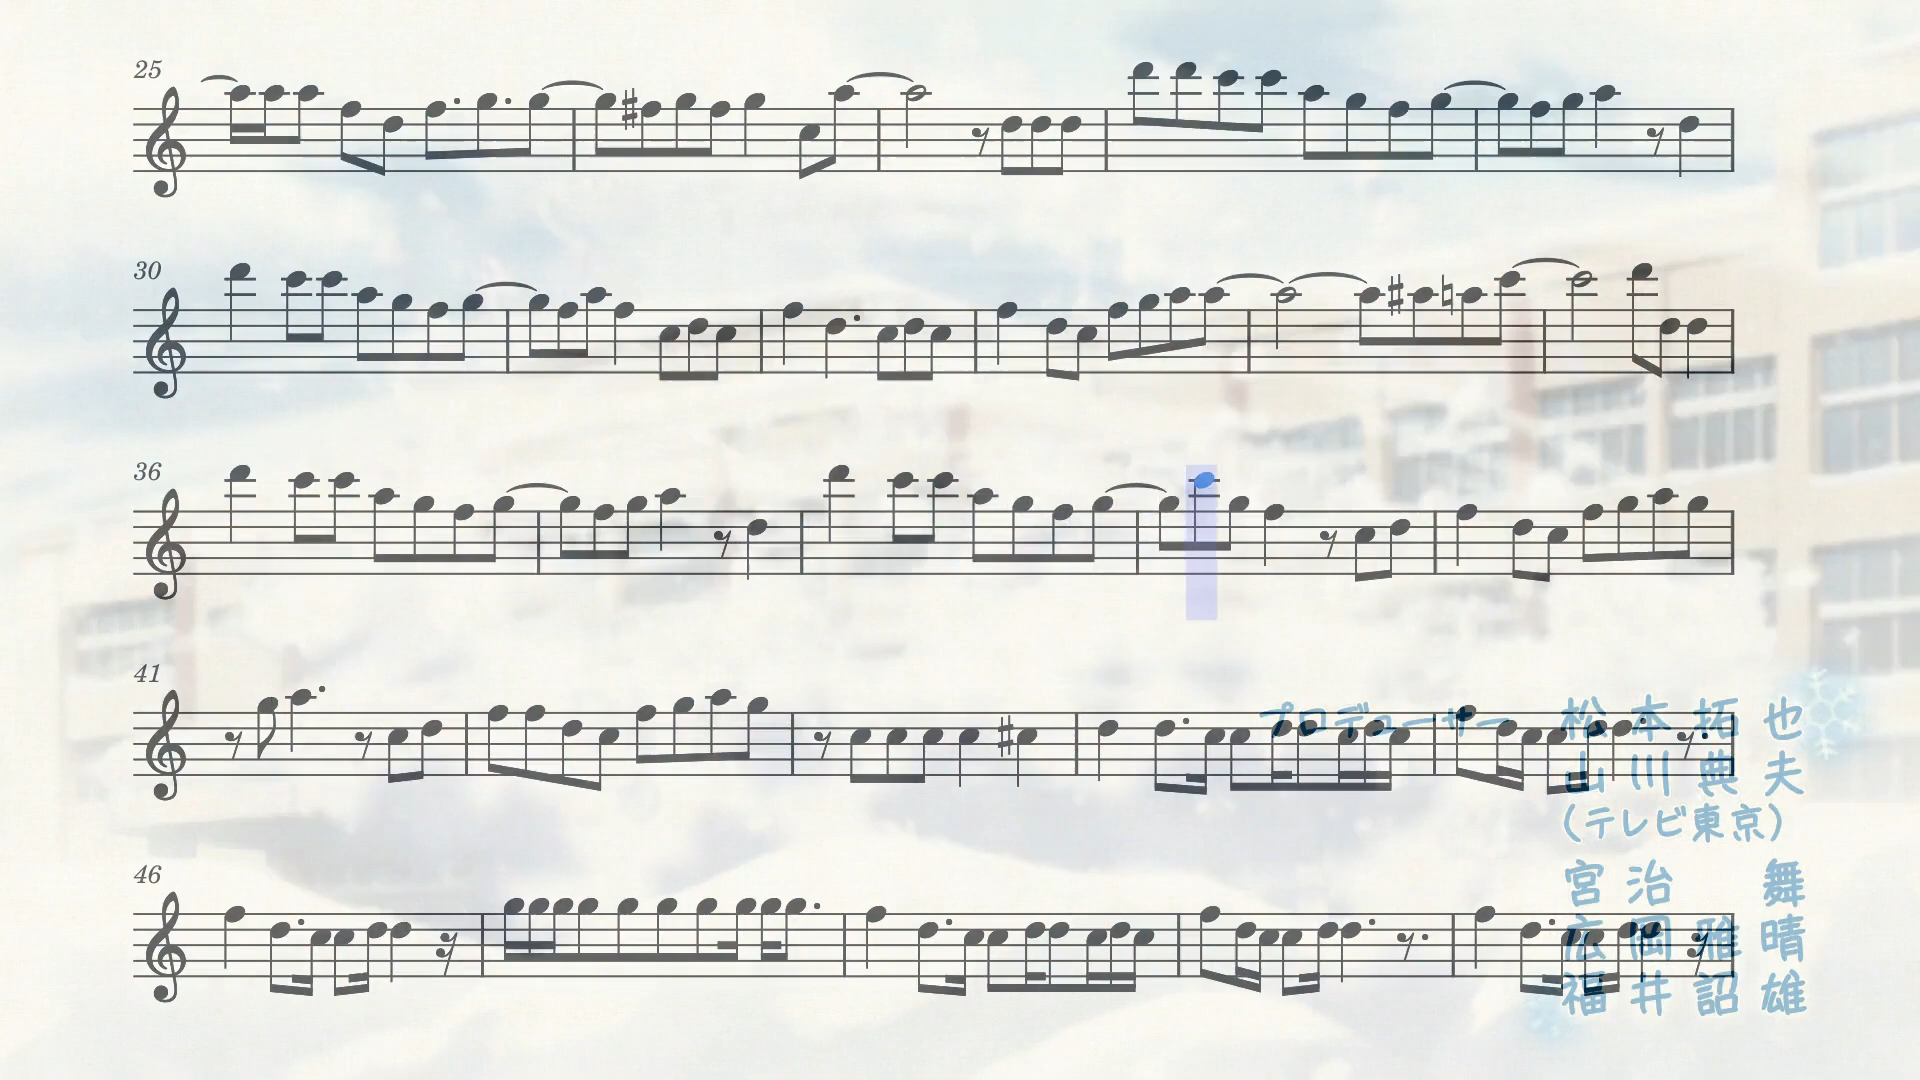 25
30
36
41
プロデューサー 松本拓也
山川典夫
(テレビ東京)
46
宮治 舞
広岡雅晴
福井詔雄